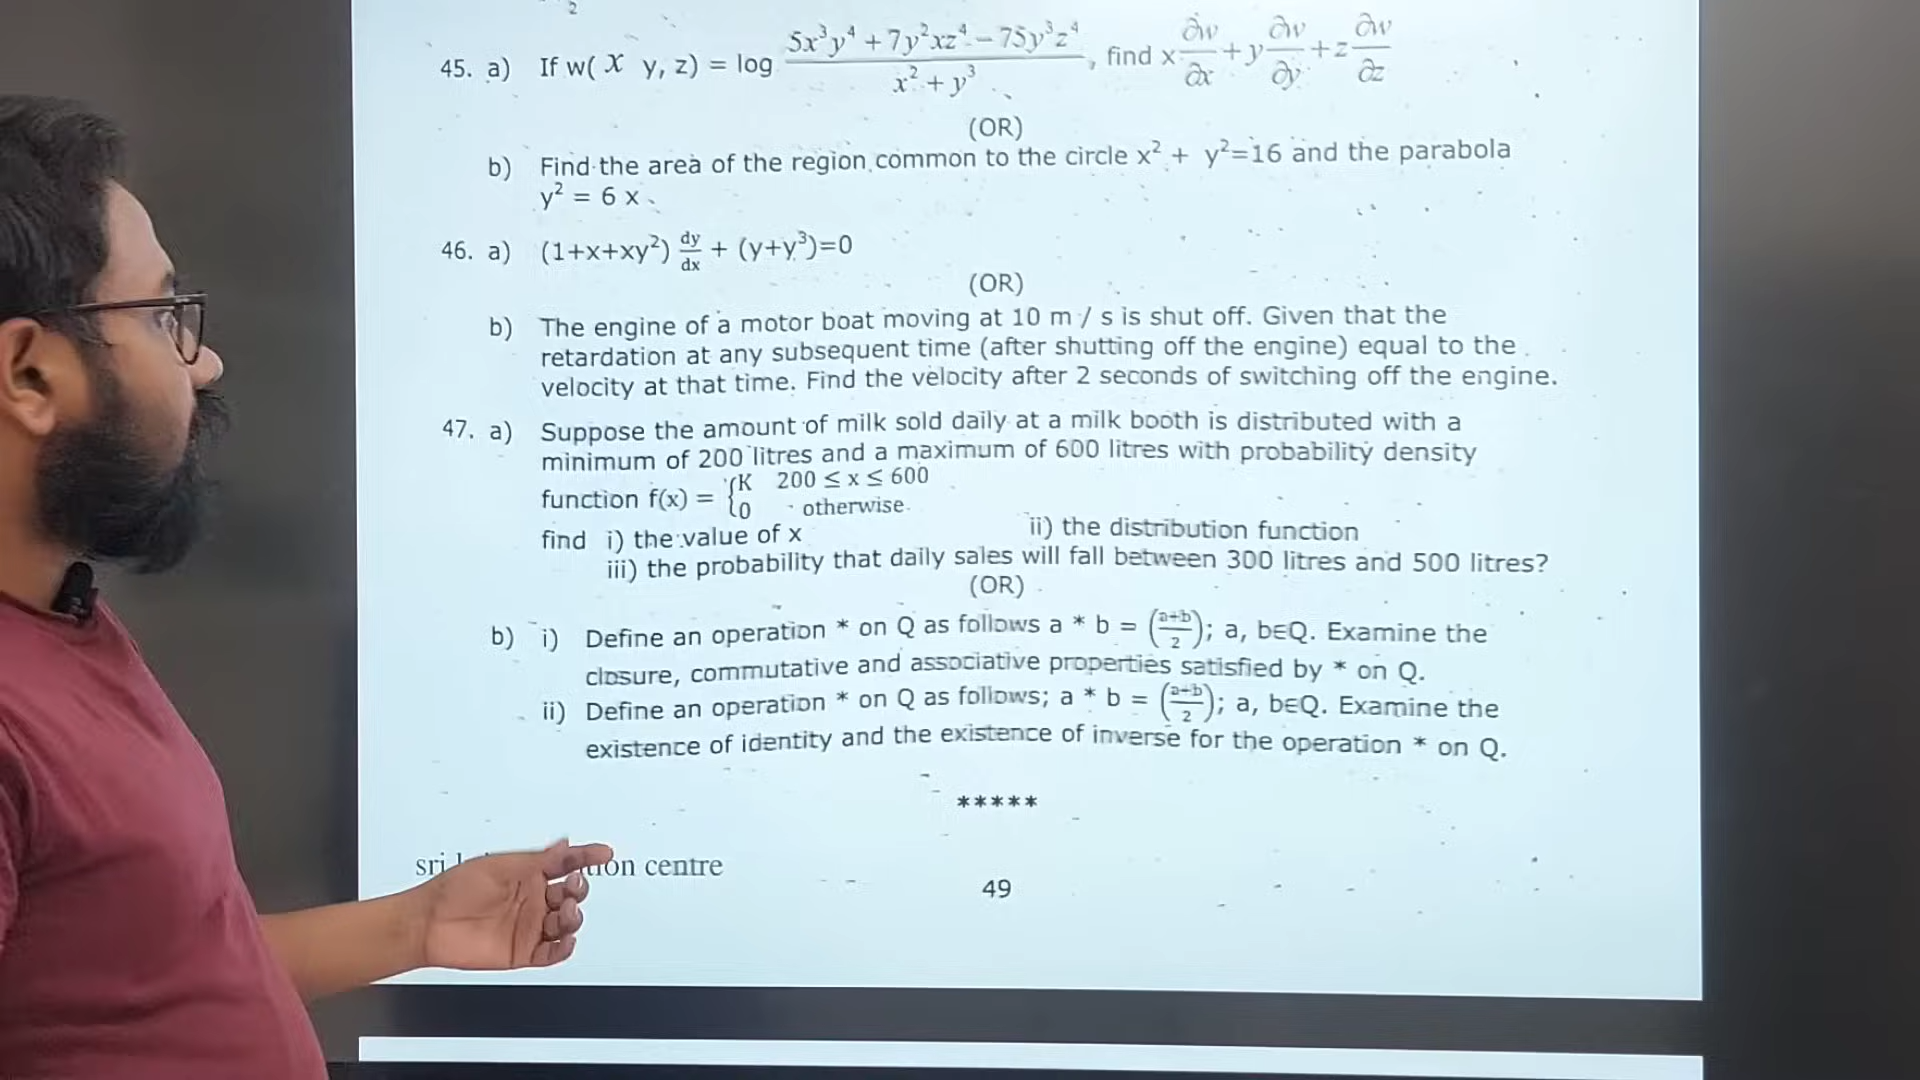 2
45. a) If w( x y, z) = log (5x³y⁴ + 7y²xz⁴ – 75y³z⁴)/(x² + y³), find x ∂w/∂x + y ∂w/∂y + z ∂w/∂z
(OR)
b) Find the area of the region common to the circle x² + y²=16 and the parabola
y² = 6 x
46. a) (1+x+xy²) dy/dx + (y+y³)=0
(OR)
b) The engine of a motor boat moving at 10 m / s is shut off. Given that the
retardation at any subsequent time (after shutting off the engine) equal to the
velocity at that time. Find the velocity after 2 seconds of switching off the engine.
47. a) Suppose the amount of milk sold daily at a milk booth is distributed with a
minimum of 200 litres and a maximum of 600 litres with probability density
function f(x) = {K 200 ≤ x ≤ 600
0 otherwise
find i) the value of x ii) the distribution function
iii) the probability that daily sales will fall between 300 litres and 500 litres?
(OR)
b) i) Define an operation * on Q as follows a * b = (a+b/2); a, b∈Q. Examine the
closure, commutative and associative properties satisfied by * on Q.
ii) Define an operation * on Q as follows; a * b = (a+b/2); a, b∈Q. Examine the
existence of identity and the existence of inverse for the operation * on Q.
*****
sri centre
49